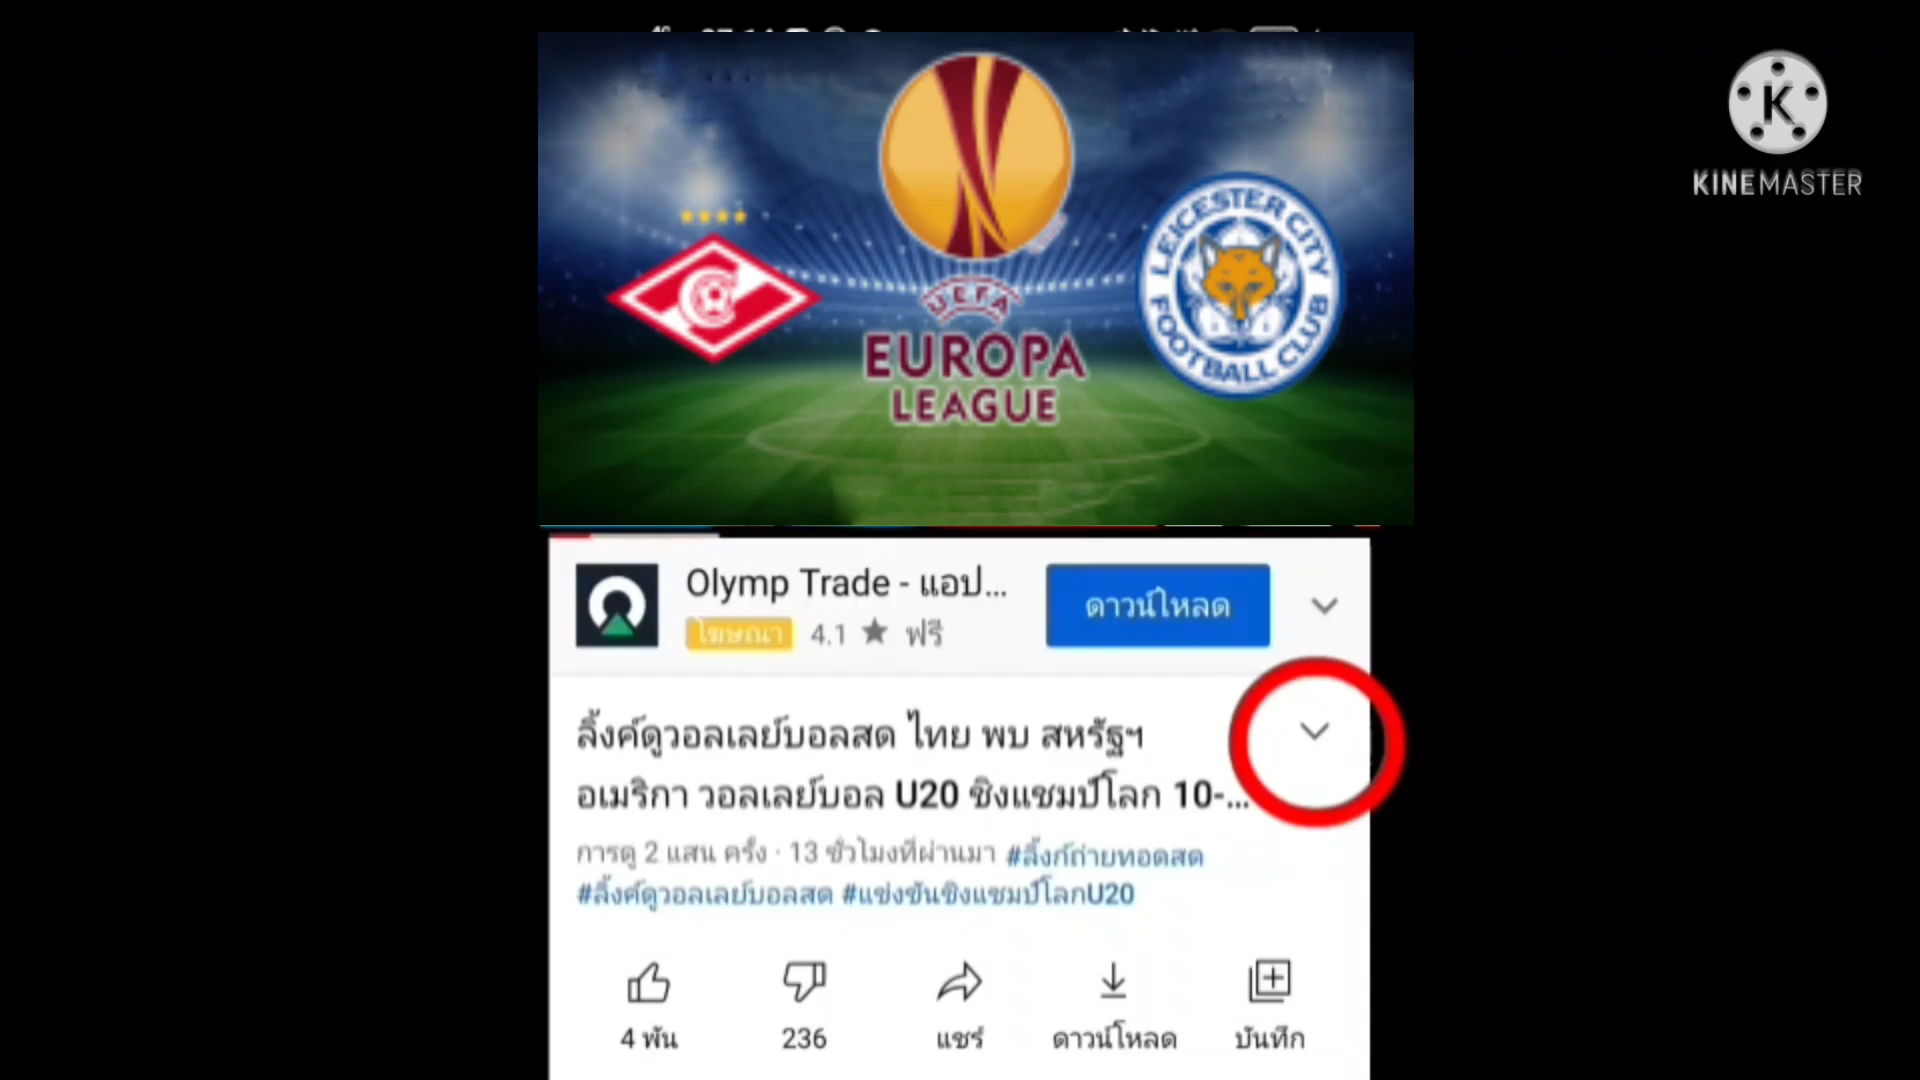 K
KINEMASTER
LEICESTER CITY
FOOTBALL CLUB
UEFA
EUROPA
LEAGUE
Olymp Trade - แอป...
ดาวน์โหลด
โฆษณา 4.1 ★ ฟรี
ลิ้งค์ดูวอลเลย์บอลสด ไทย พบ สหรัฐฯ
อเมริกา วอลเลย์บอล U20 ชิงแชมป์โลก 10-...
การดู 2 แสน ครั้ง · 13 ชั่วโมงที่ผ่านมา #ลิ้งก์ถ่ายทอดสด
#ลิ้งค์ดูวอลเลย์บอลสด #แข่งขันชิงแชมป์โลกU20
4 พัน 236 แชร์ ดาวน์โหลด บันทึก